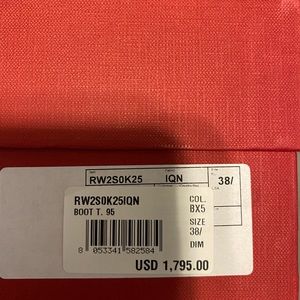 RW2S0K25 IQN 38/
RW2S0K25IQN COL.
BOOT T. 95 BX5
SIZE
38/
DIM
8 053341 582584
USD 1,795.00